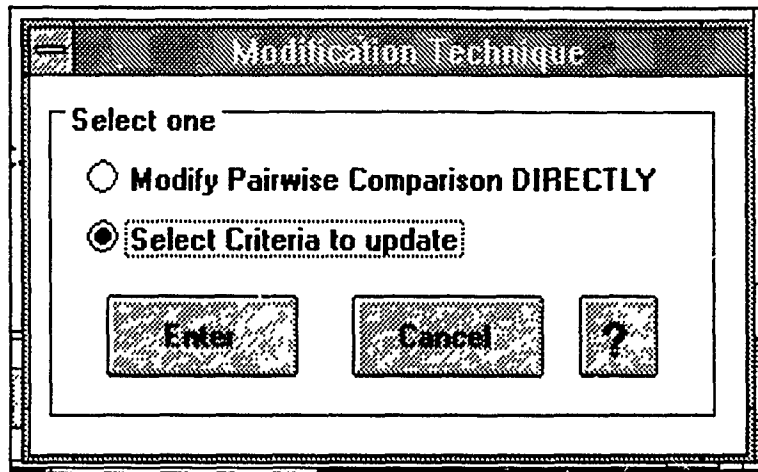 Modification Technique
Select one
Modify Pairwise Comparison DIRECTLY
Select Criteria to update
Enter Cancel ?